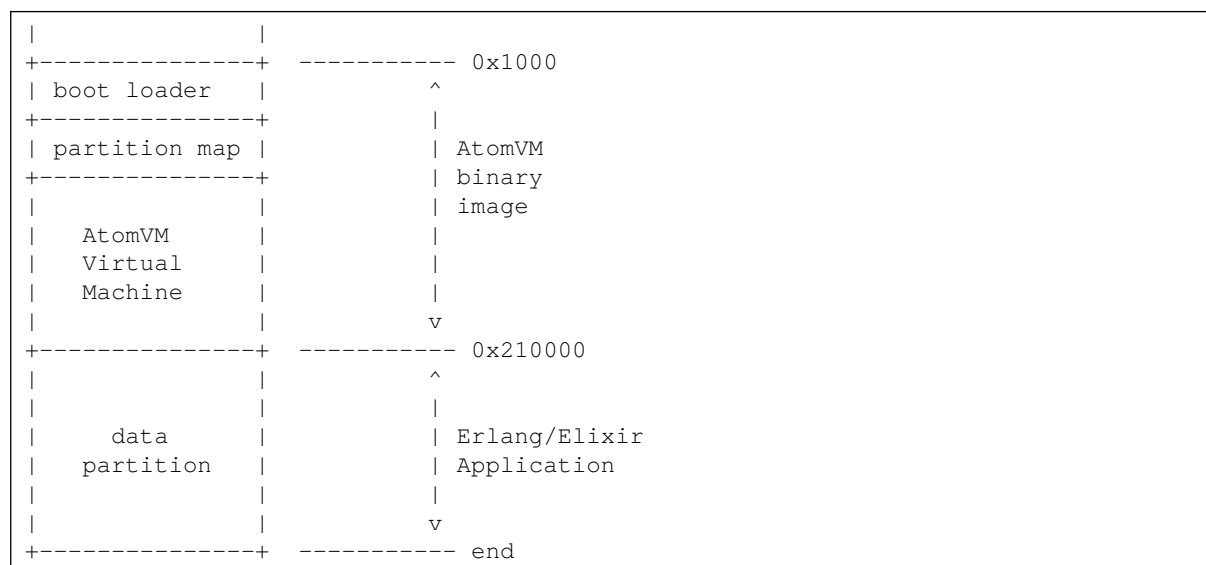 |               |
+---------------+  ----------- 0x1000
| boot loader   |           ^
+---------------+           |
| partition map |           | AtomVM
+---------------+           | binary
|               |           | image
|   AtomVM      |           |
|   Virtual     |           |
|   Machine     |           |
|               |           v
+---------------+  ----------- 0x210000
|               |           ^
|               |           |
|     data      |           | Erlang/Elixir
|   partition   |           | Application
|               |           |
|               |           v
+---------------+  ----------- end